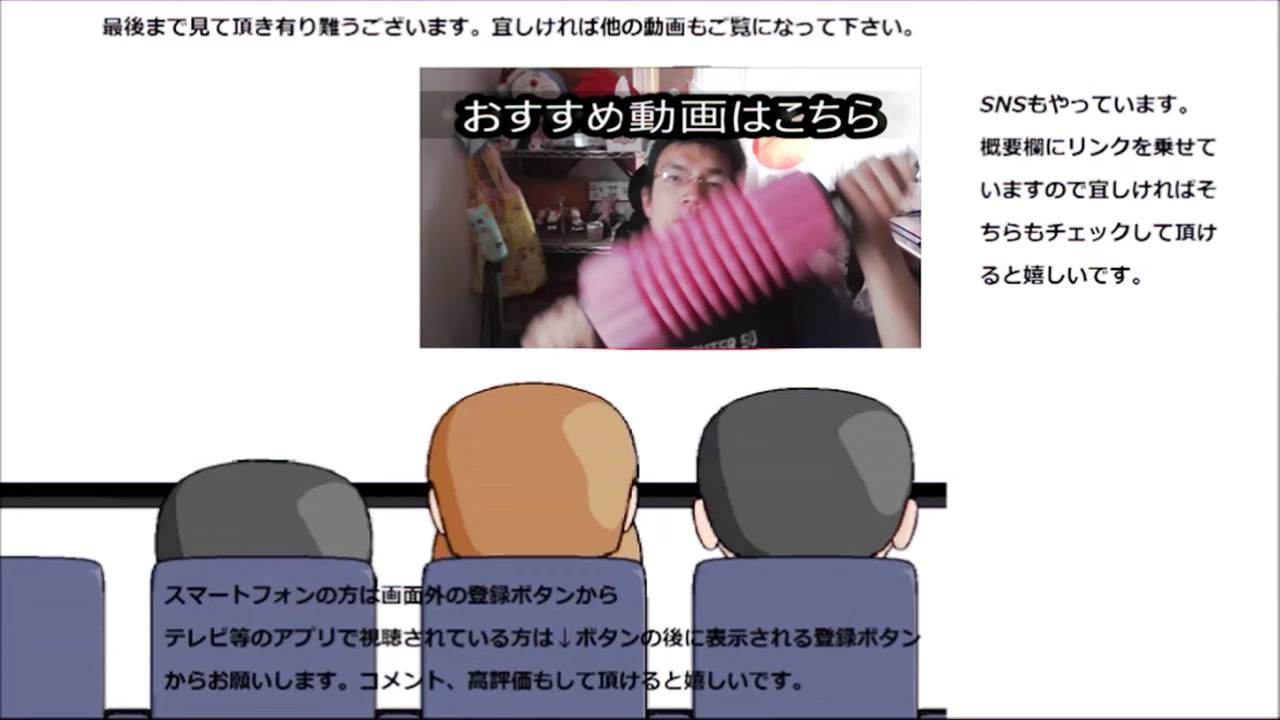 最後まで見て頂き有り難うございます。宜しければ他の動画もご覧になって下さい。
おすすめ動画はこちら
SNSもやっています。
概要欄にリンクを乗せて
いますので宜しければそ
ちらもチェックして頂け
ると嬉しいです。
スマートフォンの方は画面外の登録ボタンから
テレビ等のアプリで視聴されている方は↓ボタンの後に表示される登録ボタン
からお願いします。コメント、高評価もして頂けると嬉しいです。